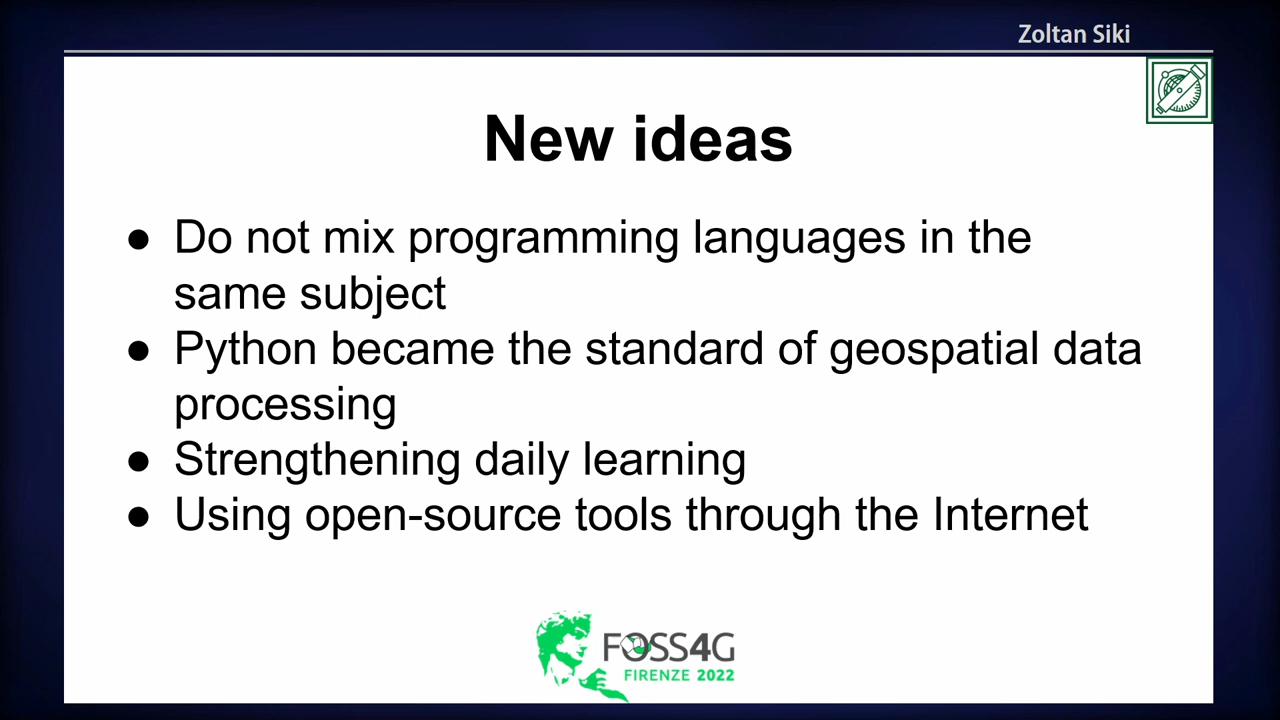 Zoltan Siki
New ideas
● Do not mix programming languages in the
same subject
● Python became the standard of geospatial data
processing
● Strengthening daily learning
● Using open-source tools through the Internet
FOSS4G
FIRENZE 2022